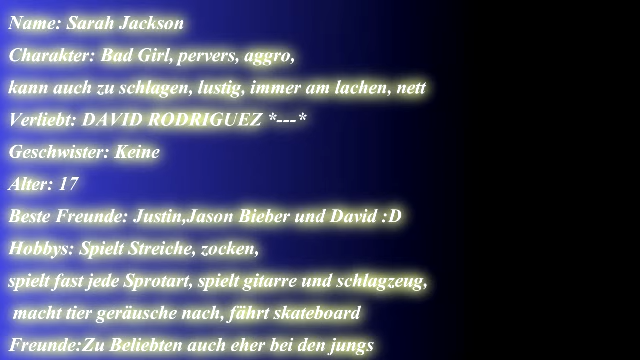 Name: Sarah Jackson
Charakter: Bad Girl, pervers, aggro,
kann auch zu schlagen, lustig, immer am lachen, nett
Verliebt: DAVID RODRIGUEZ *---*
Geschwister: Keine
Alter: 17
Beste Freunde: Justin,Jason Bieber und David :D
Hobbys: Spielt Streiche, zocken,
spielt fast jede Sprotart, spielt gitarre und schlagzeug,
macht tier geräusche nach, fährt skateboard
Freunde:Zu Beliebten auch eher bei den jungs